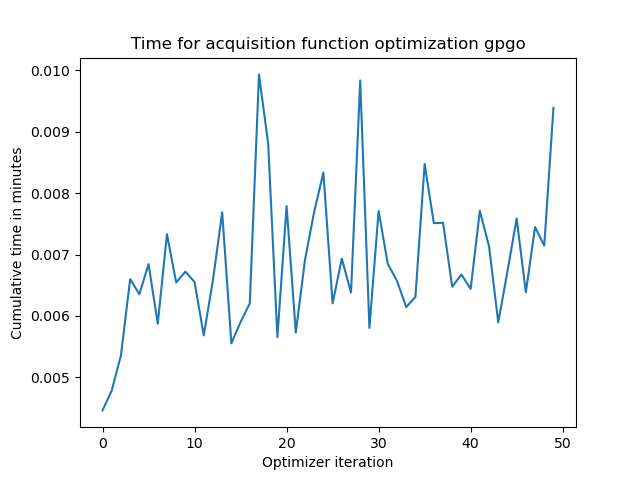 Time for acquisition function optimization gpgo
0.010
0.009
0.008
0.007
0.006
0.005
Cumulative time in minutes
0 10 20 30 40 50
Optimizer iteration